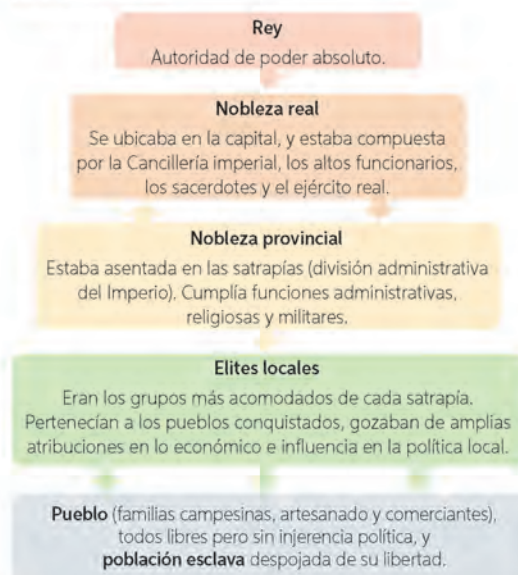 Rey
Autoridad de poder absoluto.
Nobleza real
Se ubicaba en la capital, y estaba compuesta
por la Cancillería imperial, los altos funcionarios,
los sacerdotes y el ejército real.
Nobleza provincial
Estaba asentada en las satrapías (división administrativa
del Imperio). Cumplía funciones administrativas,
religiosas y militares.
Elites locales
Eran los grupos más acomodados de cada satrapía.
Pertenecían a los pueblos conquistados, gozaban de amplias
atribuciones en lo económico e influencia en la política local.
Pueblo (familias campesinas, artesanado y comerciantes),
todos libres pero sin injerencia política, y
población esclava despojada de su libertad.